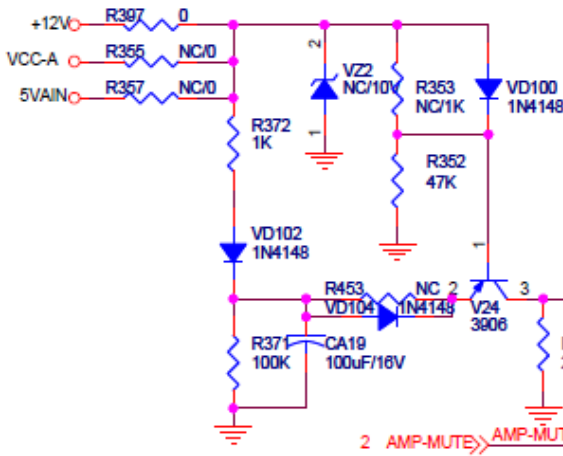 +12V R397 0
VCC-A R355 NC/0
5VAIN R357 NC/0
2
VZ2
NC/10V
1
R353
NC/1K
VD100
1N4148
R372
1K
R352
47K
VD102
1N4148
1
R453 NC 2 3
VD104 1N4148
V24
3906
R371
100K
CA19
100uF/16V
2 AMP-MUTE